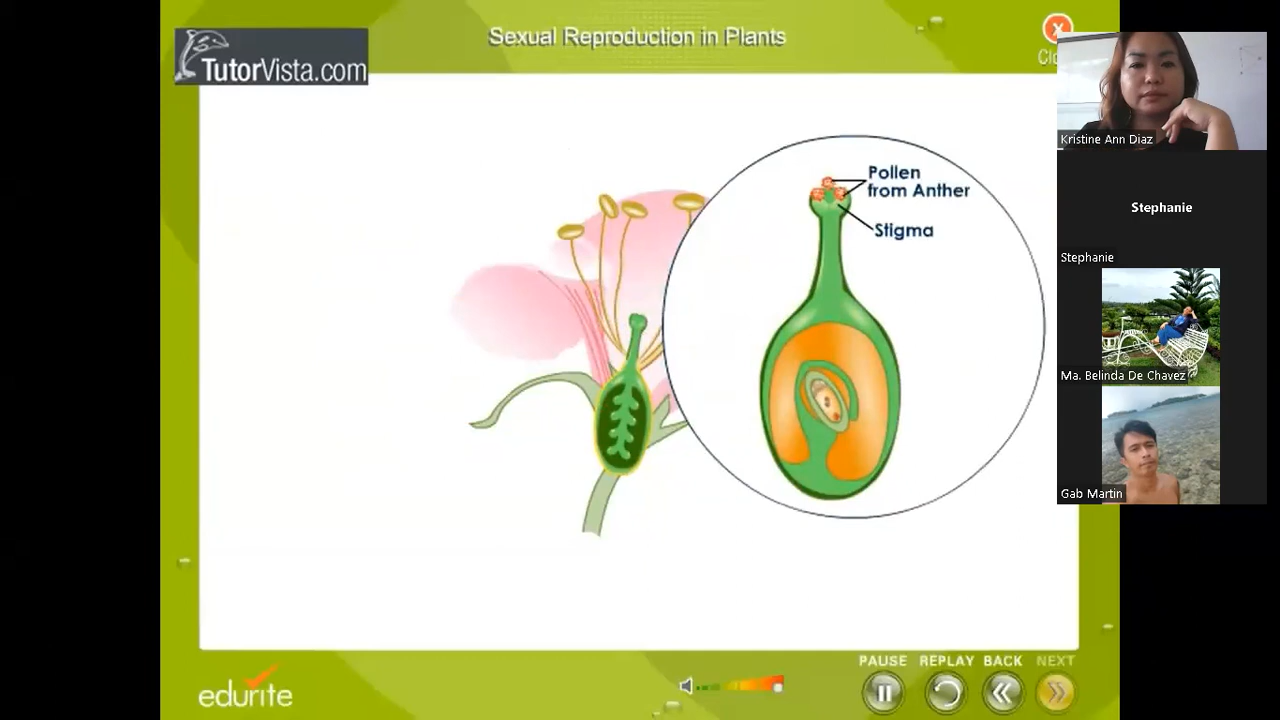 Sexual Reproduction in Plants
TutorVista.com
Pollen
from Anther
Stigma
Kristine Ann Diaz
Stephanie
Stephanie
Ma. Belinda De Chavez
Gab Martin
PAUSE REPLAY BACK NEXT
edurite